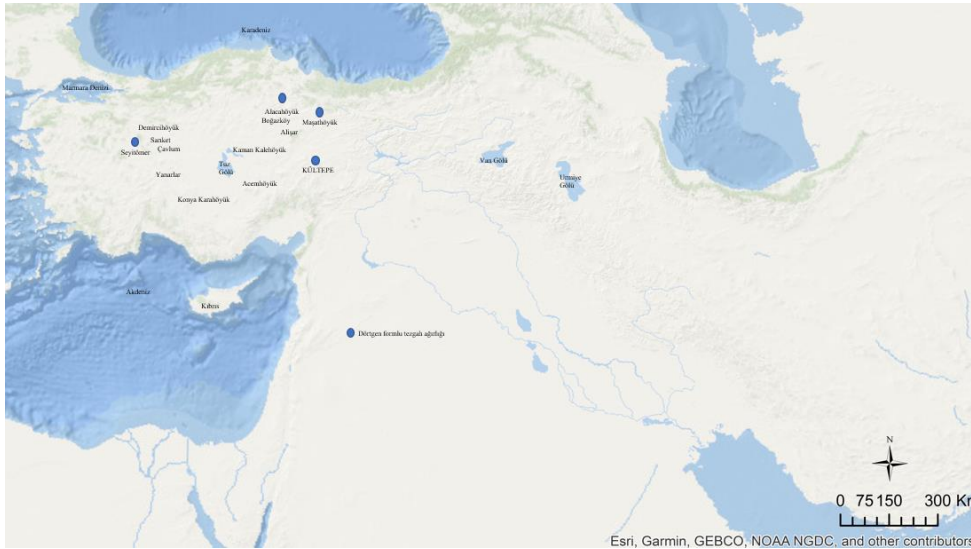 Karadeniz
Marmara Denizi
Alacahöyük
Boğazköy
Maşathöyük
Demircihöyük
Alişar
Sarıket
Seyitömer
Çavlum
Kaman Kalehöyük
Van Gölü
Tuz
Gölü
KÜLTEPE
Urmiye
Gölü
Yanarlar
Acemhöyük
Konya Karahöyük
Akdeniz
Kıbrıs
Dörtgen formlu tezgah ağırlığı
N
0 75 150 300 Km
Esri, Garmin, GEBCO, NOAA NGDC, and other contributors